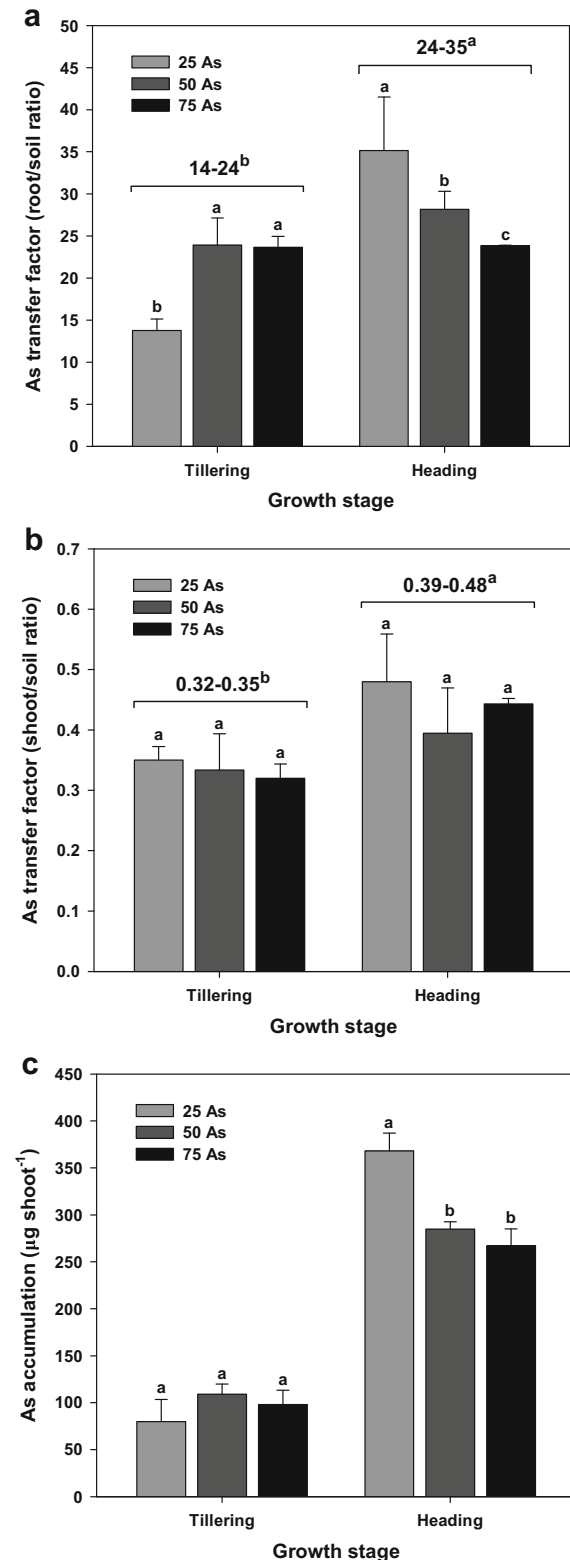 a
As transfer factor (root/soil ratio)
50
45
40
35
30
25
20
15
10
5
0
25 As
50 As
75 As
14-24ᵇ
24-35ᵃ
b
a
a
a
b
c
Tillering
Heading
Growth stage
b
As transfer factor (shoot/soil ratio)
0.7
0.6
0.5
0.4
0.3
0.2
0.1
0.0
25 As
50 As
75 As
0.32-0.35ᵇ
0.39-0.48ᵃ
a
a
a
a
a
a
Tillering
Heading
Growth stage
c
As accumulation (µg shoot⁻¹)
450
400
350
300
250
200
150
100
50
0
25 As
50 As
75 As
a
a
a
a
b
b
Tillering
Heading
Growth stage